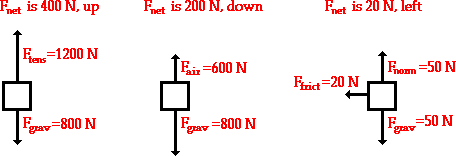 Fnet is 400 N, up
Fnet is 200 N, down
Fnet is 20 N, left
Ftens=1200 N
Fgrav=800 N
Fair=600 N
Fgrav=800 N
Fnorm=50 N
Ffrict=20 N
Fgrav=50 N